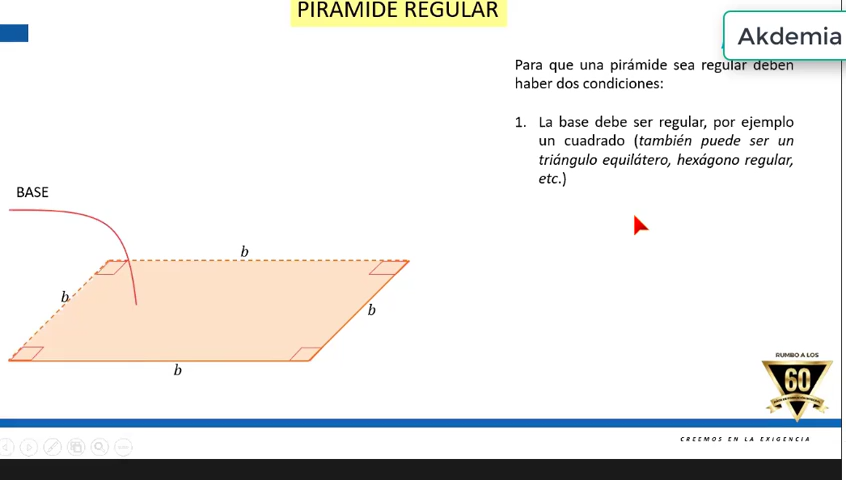 PIRÁMIDE REGULAR
Akdemia
Para que una pirámide sea regular deben
haber dos condiciones:
1. La base debe ser regular, por ejemplo
un cuadrado (también puede ser un
triángulo equilátero, hexágono regular,
etc.)
BASE
b
b
b
b
RUMBO A LOS
60
CREEMOS EN LA EXIGENCIA